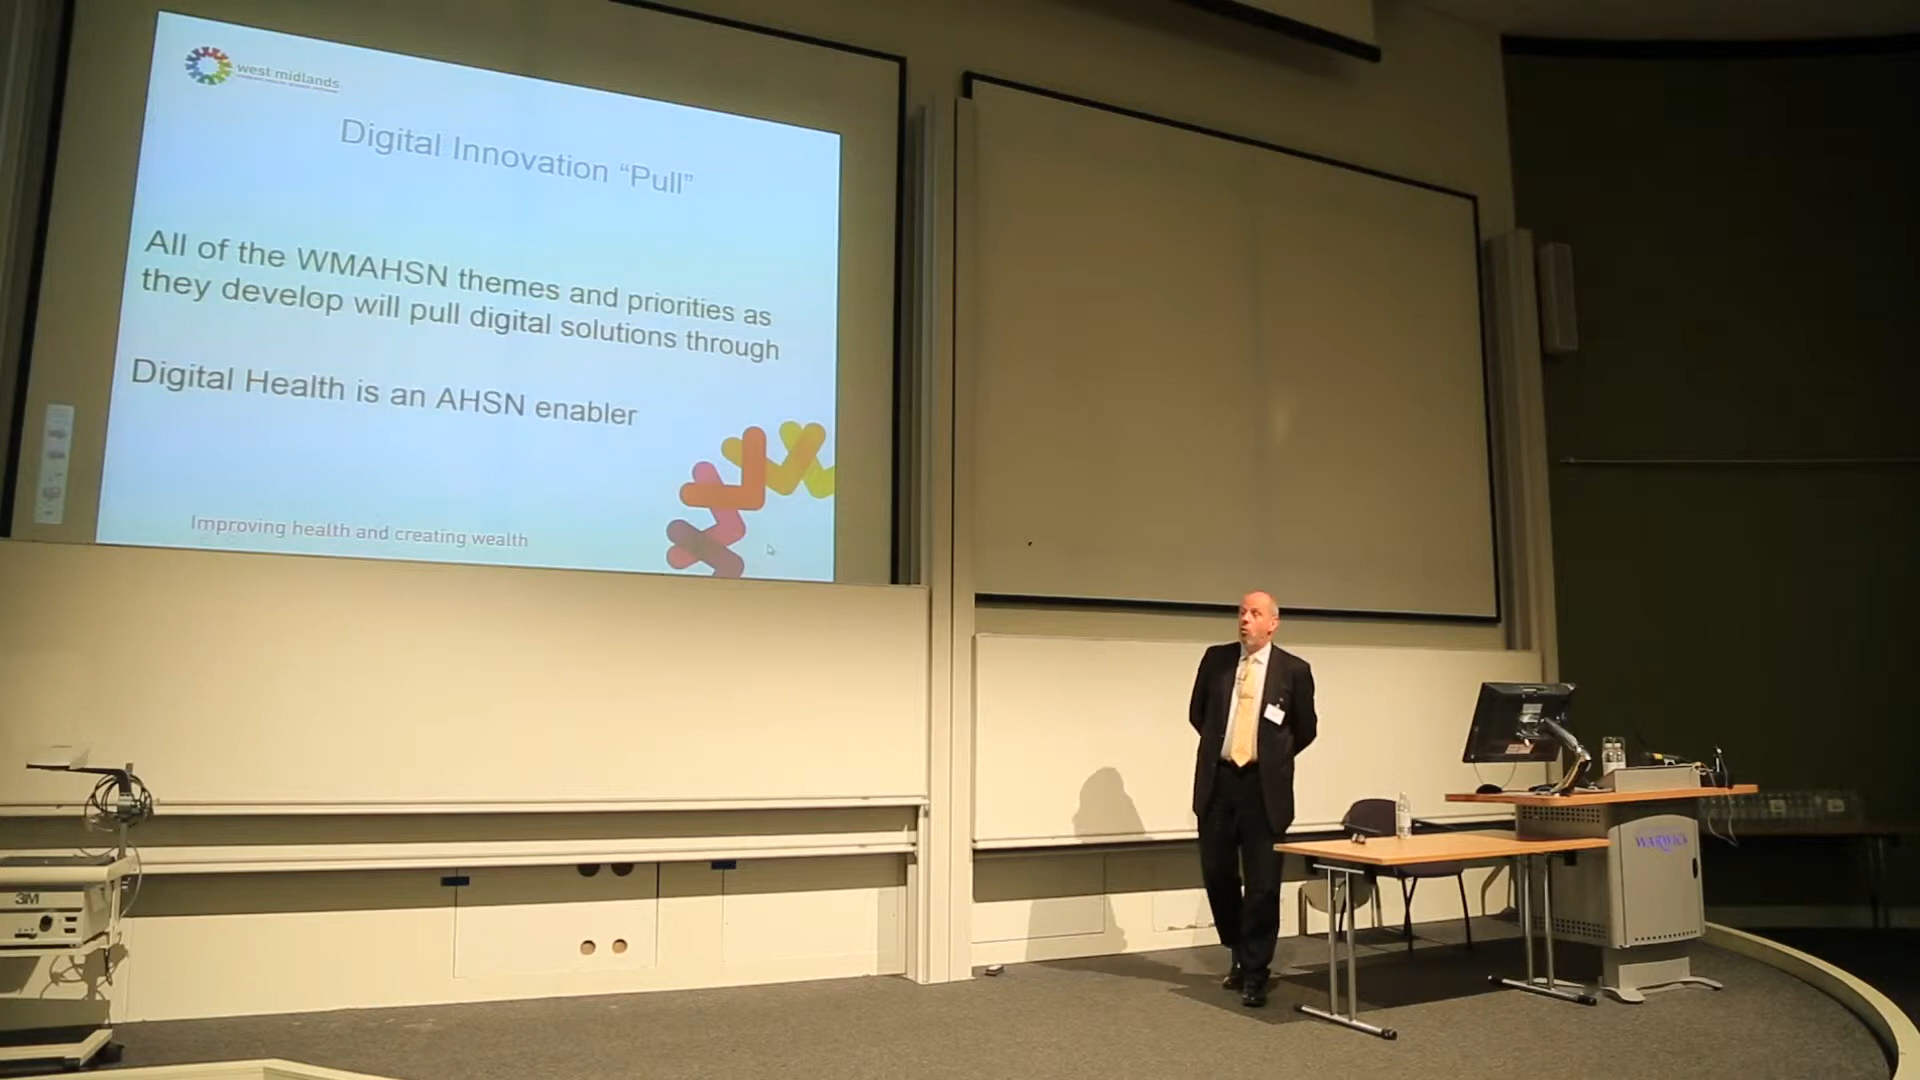 west midlands
Digital Innovation “Pull”
All of the WMAHSN themes and priorities as
they develop will pull digital solutions through
Digital Health is an AHSN enabler
Improving health and creating wealth
3M
WARWICK